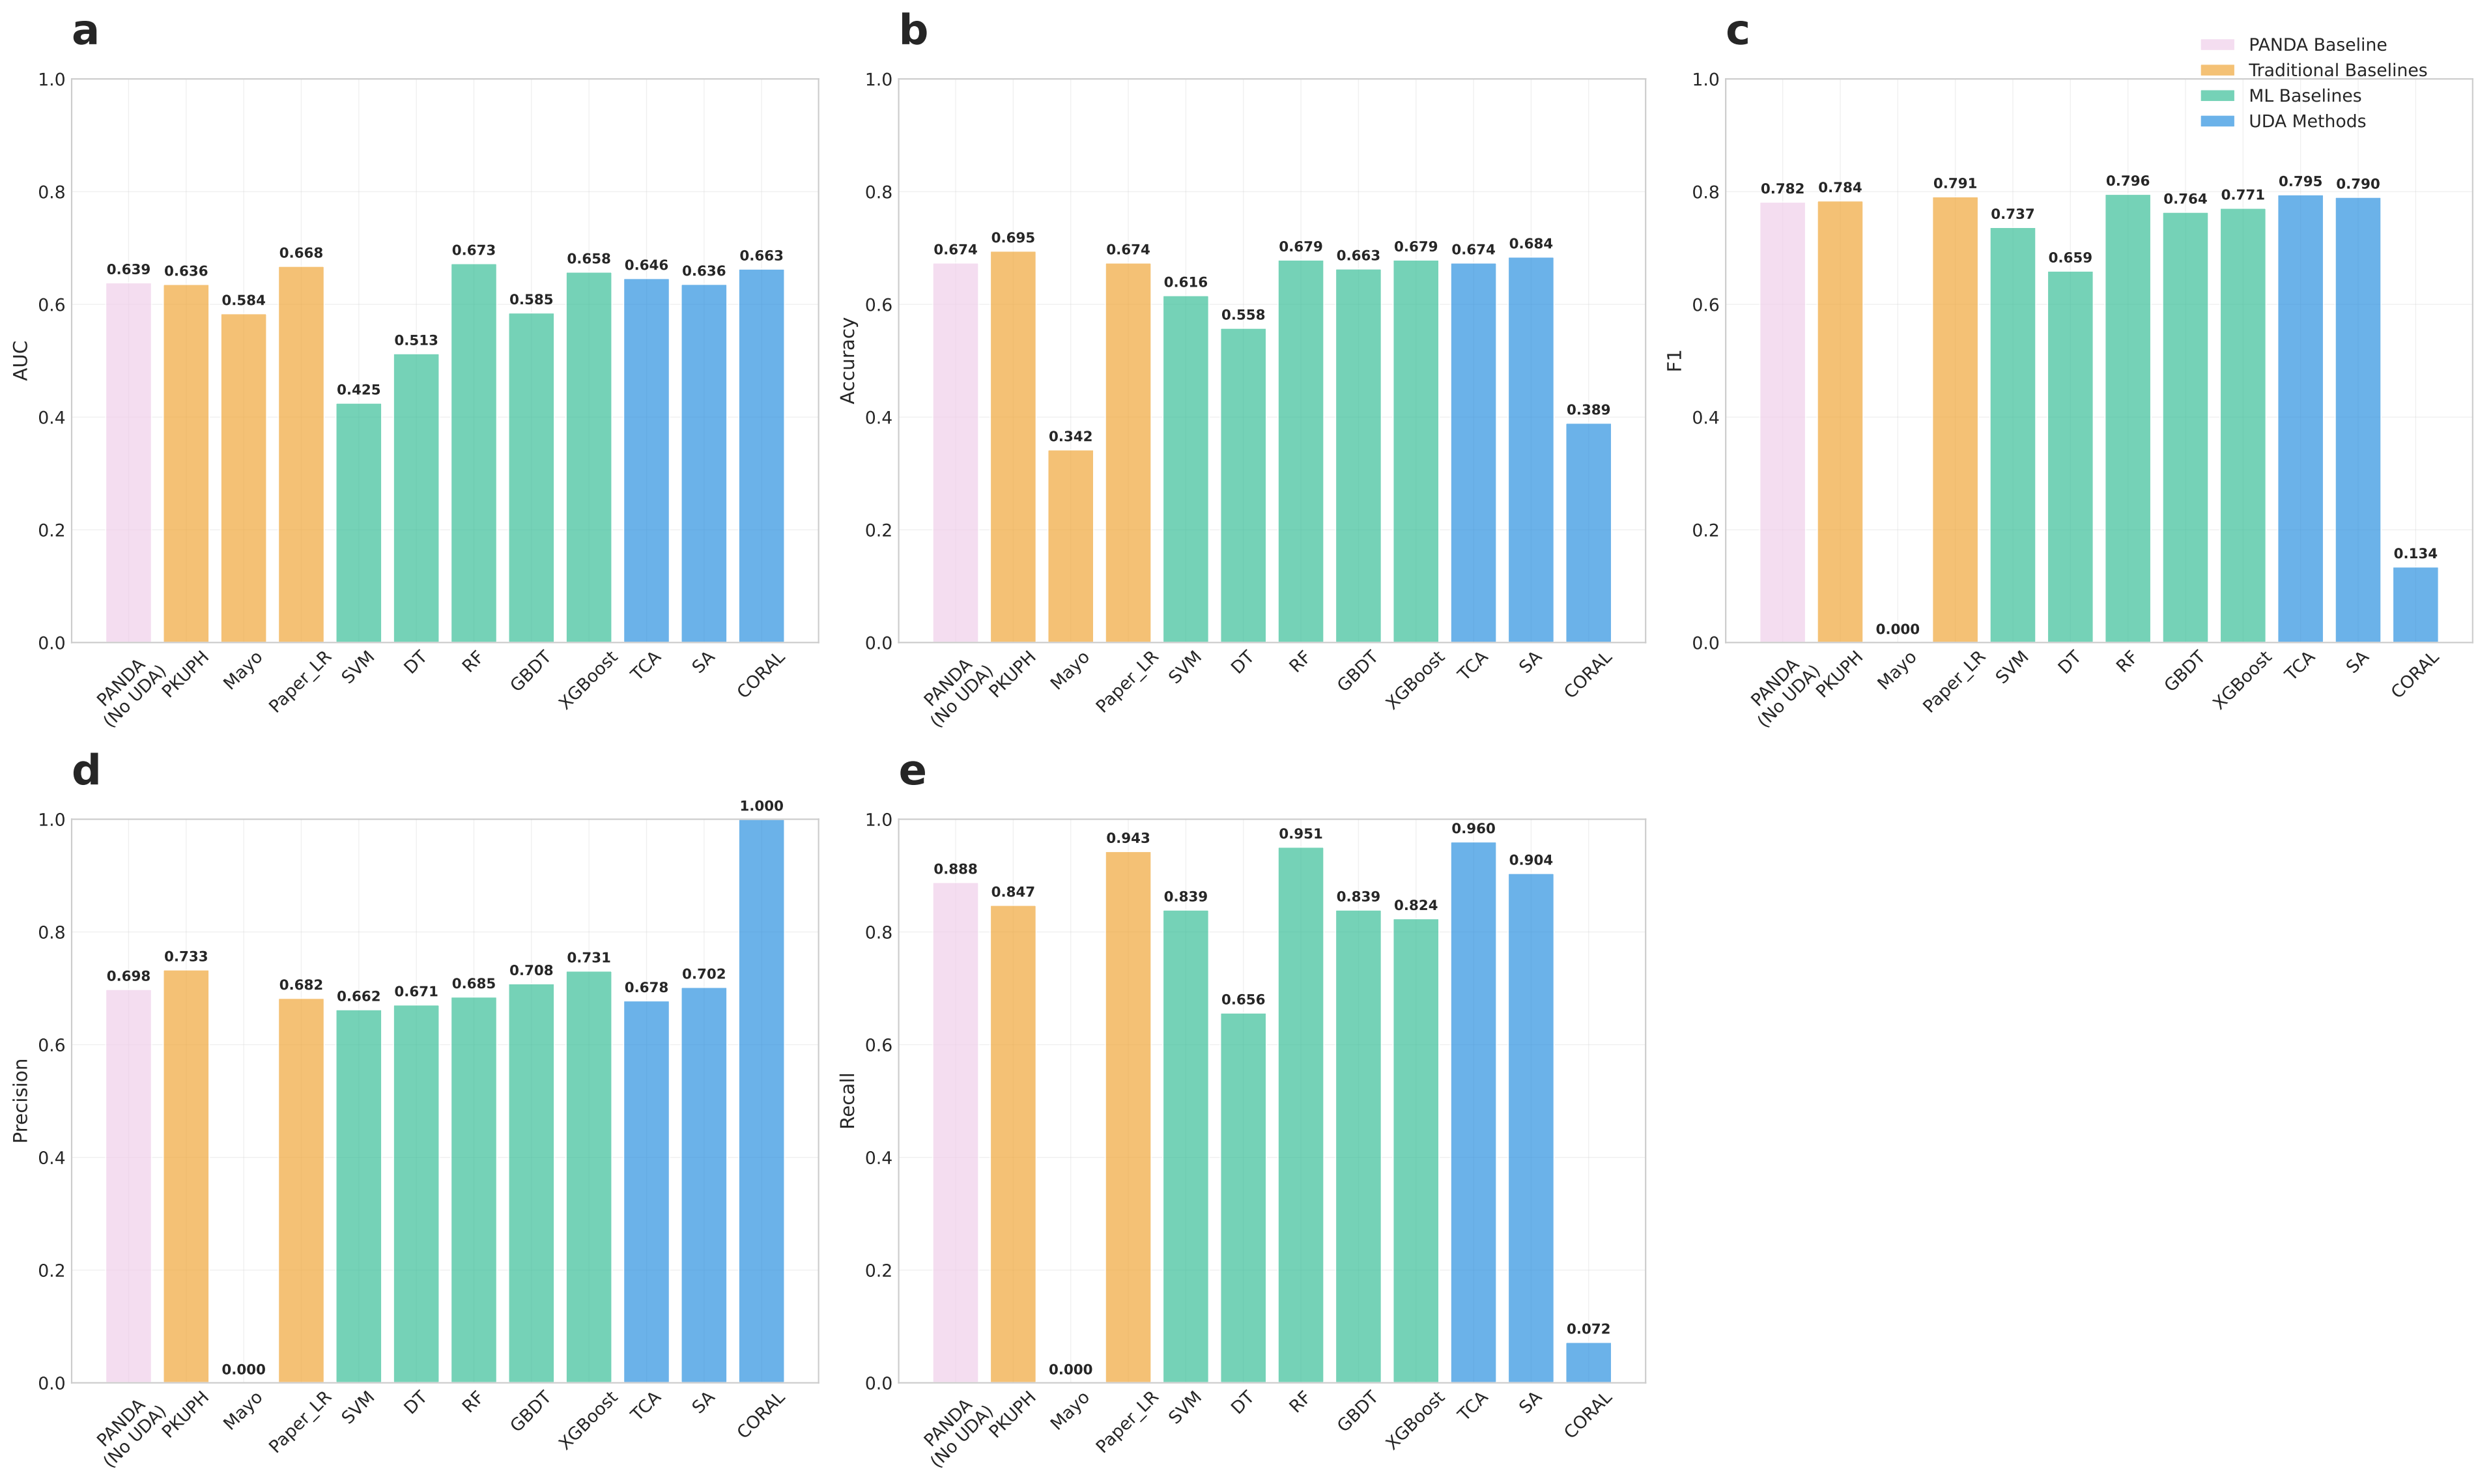 a
1.0
0.8
0.6
0.4
0.2
0.0
AUC
0.639
0.636
0.584
0.668
0.425
0.513
0.673
0.585
0.658
0.646
0.636
0.663
PANDA
(No UDA)
PKUPH
Mayo
Paper_LR
SVM
DT
RF
GBDT
XGBoost
TCA
SA
CORAL
b
1.0
0.8
0.6
0.4
0.2
0.0
Accuracy
0.674
0.695
0.342
0.674
0.616
0.558
0.679
0.663
0.679
0.674
0.684
0.389
PANDA
(No UDA)
PKUPH
Mayo
Paper_LR
SVM
DT
RF
GBDT
XGBoost
TCA
SA
CORAL
c
PANDA Baseline
Traditional Baselines
ML Baselines
UDA Methods
1.0
0.8
0.6
0.4
0.2
0.0
F1
0.782
0.784
0.000
0.791
0.737
0.659
0.796
0.764
0.771
0.795
0.790
0.134
PANDA
(No UDA)
PKUPH
Mayo
Paper_LR
SVM
DT
RF
GBDT
XGBoost
TCA
SA
CORAL
d
1.0
0.8
0.6
0.4
0.2
0.0
Precision
0.698
0.733
0.000
0.682
0.662
0.671
0.685
0.708
0.731
0.678
0.702
1.000
PANDA
(No UDA)
PKUPH
Mayo
Paper_LR
SVM
DT
RF
GBDT
XGBoost
TCA
SA
CORAL
e
1.0
0.8
0.6
0.4
0.2
0.0
Recall
0.888
0.847
0.000
0.943
0.839
0.656
0.951
0.839
0.824
0.960
0.904
0.072
PANDA
(No UDA)
PKUPH
Mayo
Paper_LR
SVM
DT
RF
GBDT
XGBoost
TCA
SA
CORAL